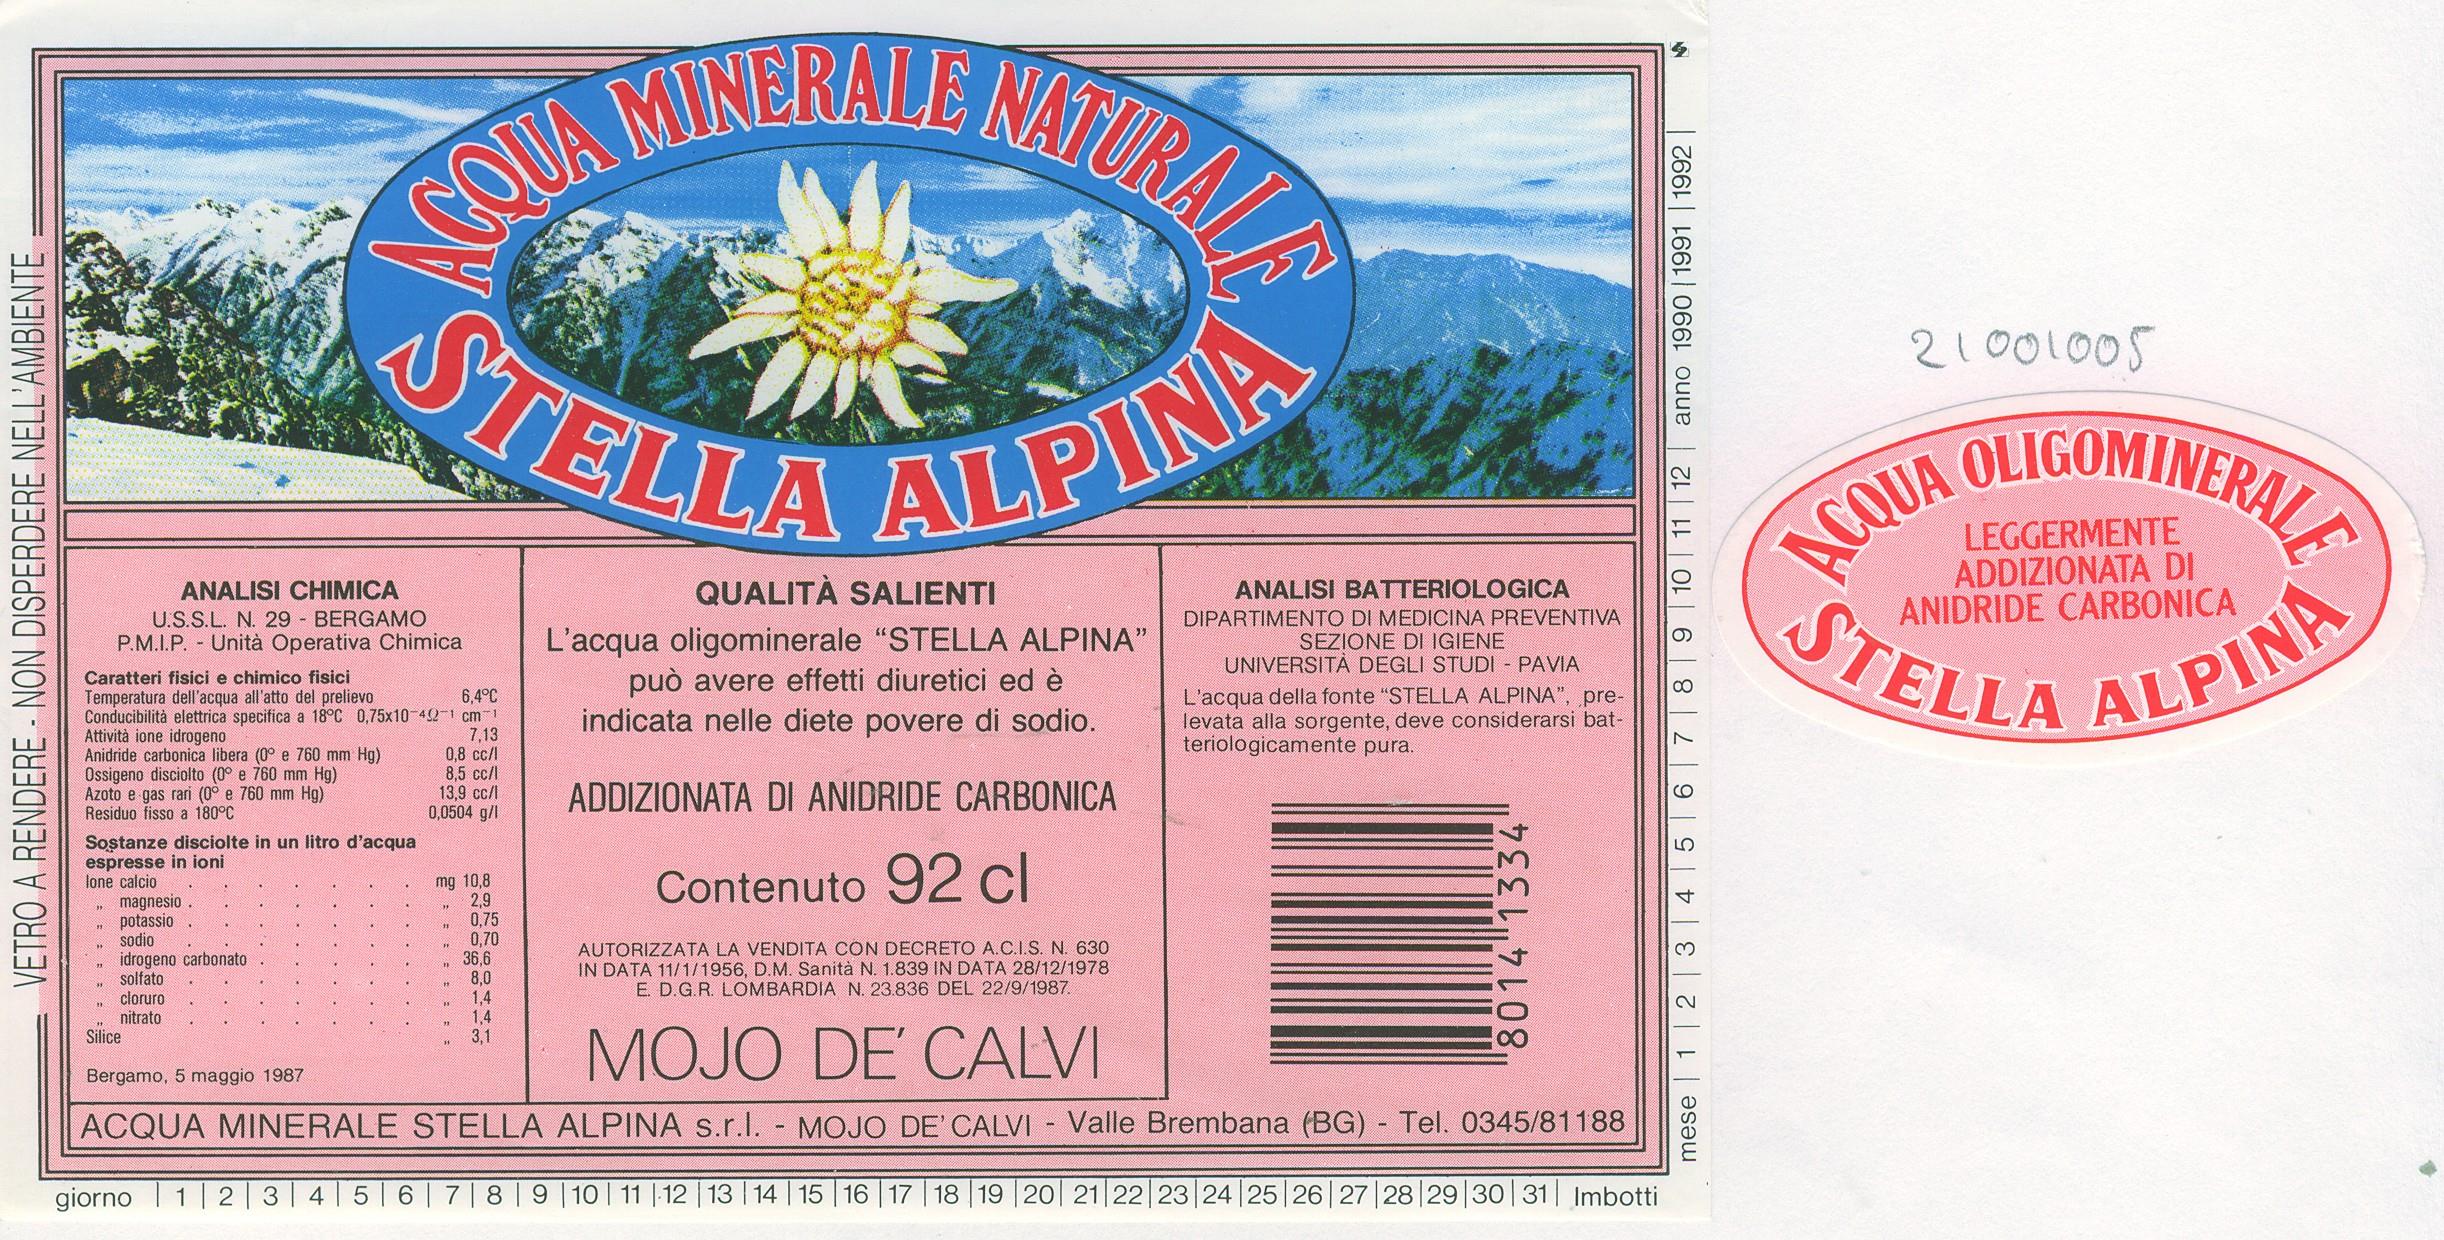 ACQUA MINERALE NATURALE
STELLA ALPINA
VETRO A RENDERE - NON DISPERDERE NELL'AMBIENTE
ANALISI CHIMICA
U.S.S.L. N. 29 - BERGAMO
P.M.I.P. - Unità Operativa Chimica
Caratteri fisici e chimico fisici
Temperatura dell'acqua all'atto del prelievo 6,4°C
Conducibilità elettrica specifica a 18°C 0,75x10⁻⁴Ω⁻¹ cm⁻¹
Attività ione idrogeno 7,13
Anidride carbonica libera (0° e 760 mm Hg) 0,8 cc/l
Ossigeno disciolto (0° e 760 mm Hg) 8,5 cc/l
Azoto e gas rari (0° e 760 mm Hg) 13,9 cc/l
Residuo fisso a 180°C 0,0504 g/l
Sostanze disciolte in un litro d'acqua
espresse in ioni
Ione calcio . . . . . . . mg 10,8
„ magnesio . . . . . . . „ 2,9
„ potassio . . . . . . . „ 0,75
„ sodio . . . . . . . „ 0,70
„ idrogeno carbonato . . . . . „ 36,6
„ solfato . . . . . . . „ 8,0
„ cloruro . . . . . . . „ 1,4
„ nitrato . . . . . . . „ 1,4
Silice „ 3,1
Bergamo, 5 maggio 1987
QUALITÀ SALIENTI
L'acqua oligominerale “STELLA ALPINA”
può avere effetti diuretici ed è
indicata nelle diete povere di sodio.
ADDIZIONATA DI ANIDRIDE CARBONICA
Contenuto 92 cl
AUTORIZZATA LA VENDITA CON DECRETO A.C.I.S. N. 630
IN DATA 11/1/1956, D.M. Sanità N. 1.839 IN DATA 28/12/1978
E. D.G.R. LOMBARDIA N. 23.836 DEL 22/9/1987.
MOJO DE' CALVI
ANALISI BATTERIOLOGICA
DIPARTIMENTO DI MEDICINA PREVENTIVA
SEZIONE DI IGIENE
UNIVERSITÀ DEGLI STUDI - PAVIA
L'acqua della fonte “STELLA ALPINA”, pre-
levata alla sorgente, deve considerarsi bat-
teriologicamente pura.
80141334
ACQUA MINERALE STELLA ALPINA s.r.l. - MOJO DE' CALVI - Valle Brembana (BG) - Tel. 0345/81188
giorno | 1 | 2 | 3 | 4 | 5 | 6 | 7 | 8 | 9 | 10 | 11 | 12 | 13 | 14 | 15 | 16 | 17 | 18 | 19 | 20 | 21 | 22 | 23 | 24 | 25 | 26 | 27 | 28 | 29 | 30 | 31 | Imbotti
mese | 1 | 2 | 3 | 4 | 5 | 6 | 7 | 8 | 9 | 10 | 11 | 12 | anno 1990 | 1991 | 1992 |
21001005
ACQUA OLIGOMINERALE
LEGGERMENTE
ADDIZIONATA DI
ANIDRIDE CARBONICA
STELLA ALPINA